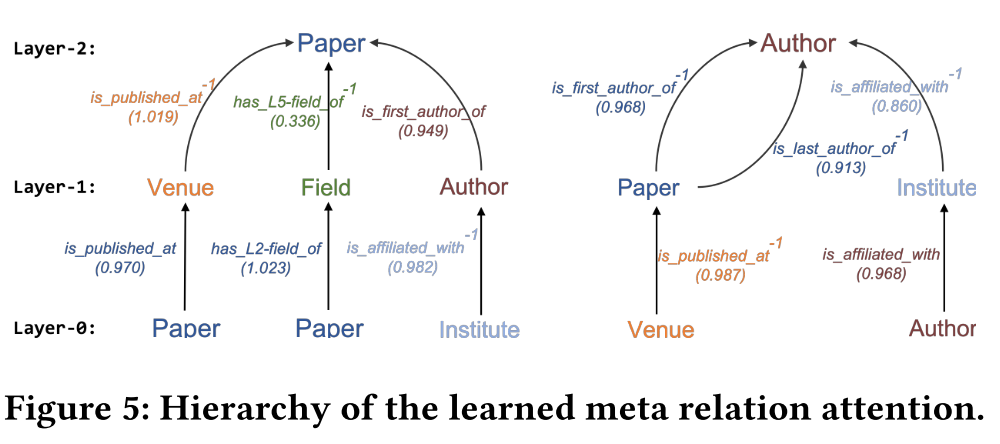 Layer-2:
Paper
Author
is_published_at-1
(1.019)
has_L5-field_of-1
(0.336)
is_first_author_of
(0.949)
is_first_author_of-1
(0.968)
is_affiliated_with-1
(0.860)
is_last_author_of-1
(0.913)
Layer-1:
Venue
Field
Author
Paper
Institute
is_published_at
(0.970)
has_L2-field_of
(1.023)
is_affiliated_with-1
(0.982)
is_published_at-1
(0.987)
is_affiliated_with
(0.968)
Layer-0:
Paper
Paper
Institute
Venue
Author
Figure 5: Hierarchy of the learned meta relation attention.